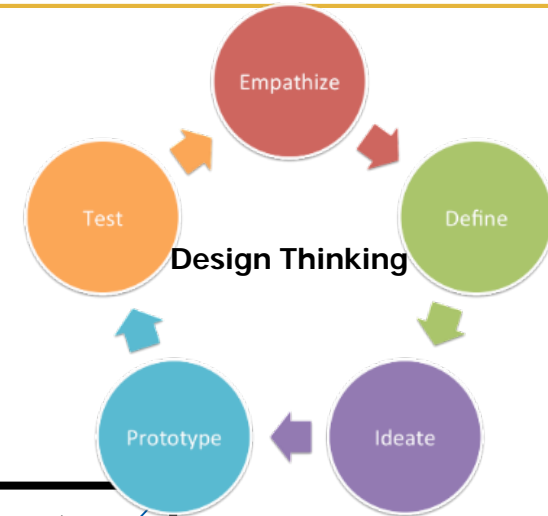 Empathize
Define
Ideate
Prototype
Test
Design Thinking